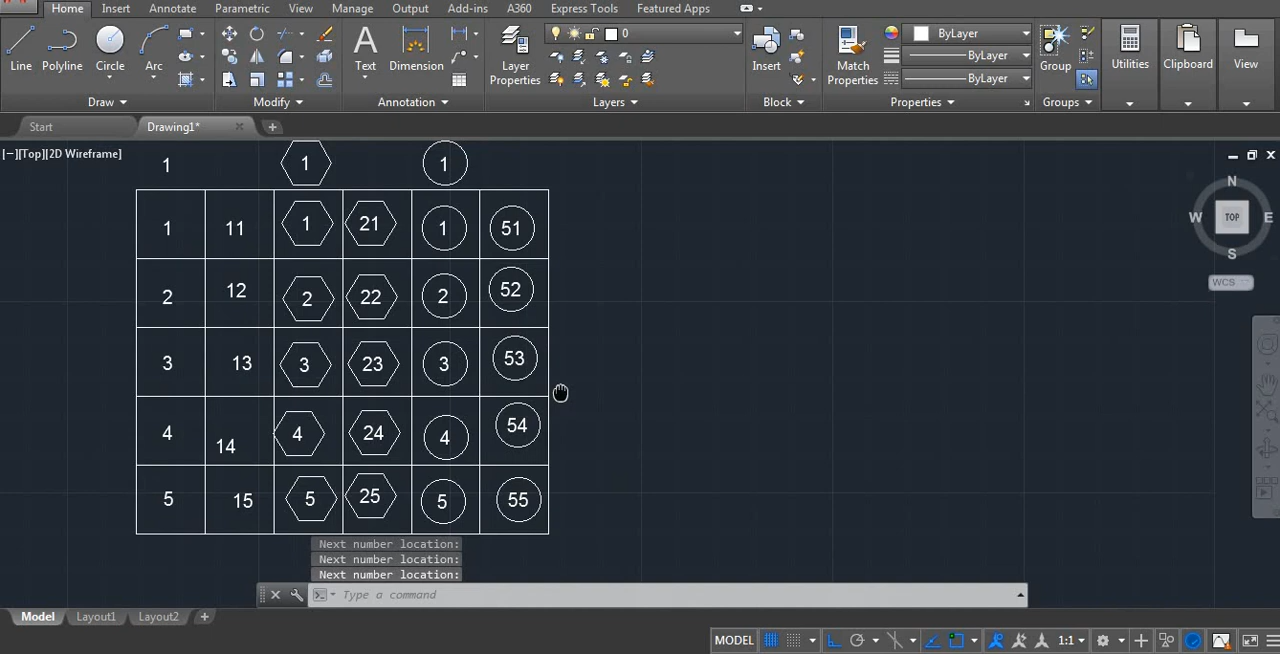 Home Insert Annotate Parametric View Manage Output Add-ins A360 Express Tools Featured Apps
Line Polyline Circle Arc
Text Dimension
Layer Properties
0
Insert
Match Properties
ByLayer
ByLayer
ByLayer
Group
Utilities Clipboard View
Draw Modify Annotation Layers Block Properties Groups
Start Drawing1*
[−][Top][2D Wireframe]
N
W TOP E
S
WCS
1 1 1
1 11 1 21 1 51
2 12 2 22 2 52
3 13 3 23 3 53
4 14 4 24 4 54
5 15 5 25 5 55
Next number location:
Next number location:
Next number location:
Type a command
Model Layout1 Layout2 +
MODEL 1:1